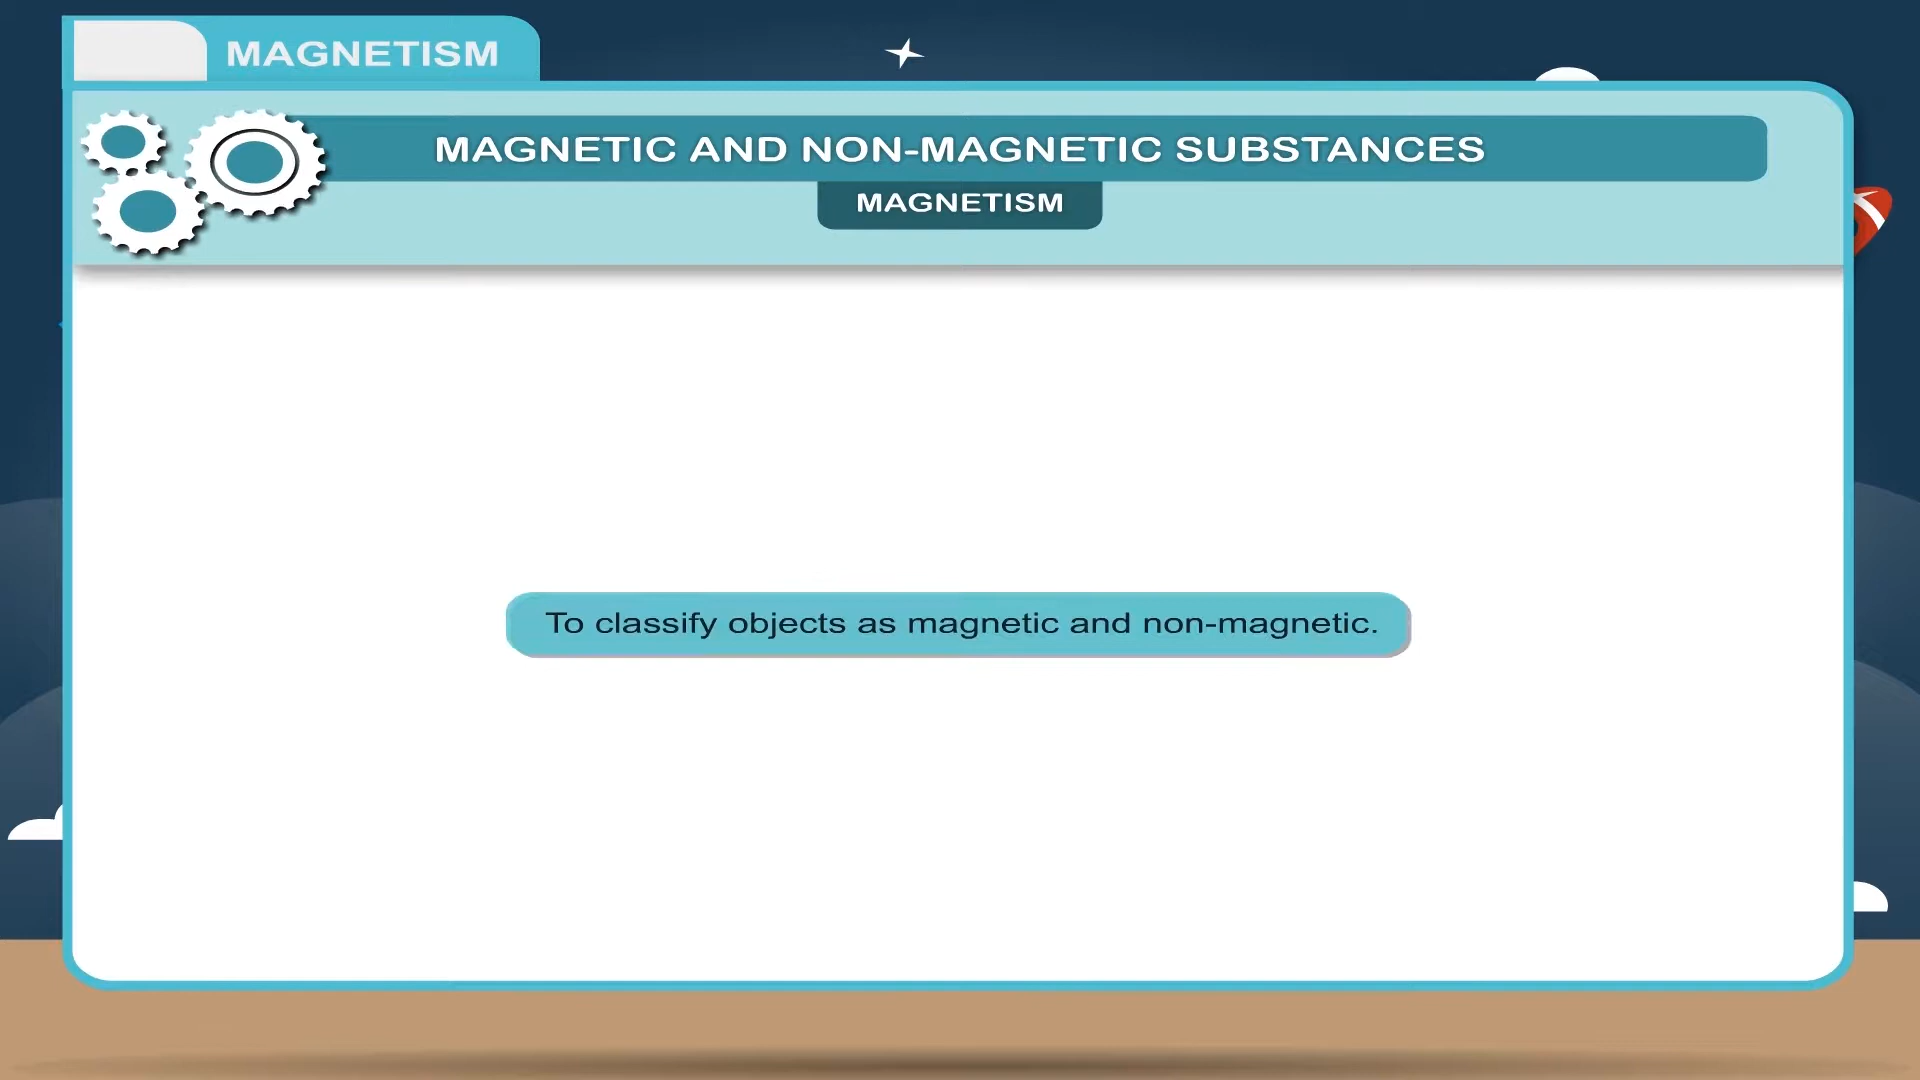 MAGNETISM
MAGNETIC AND NON-MAGNETIC SUBSTANCES
MAGNETISM
To classify objects as magnetic and non-magnetic.